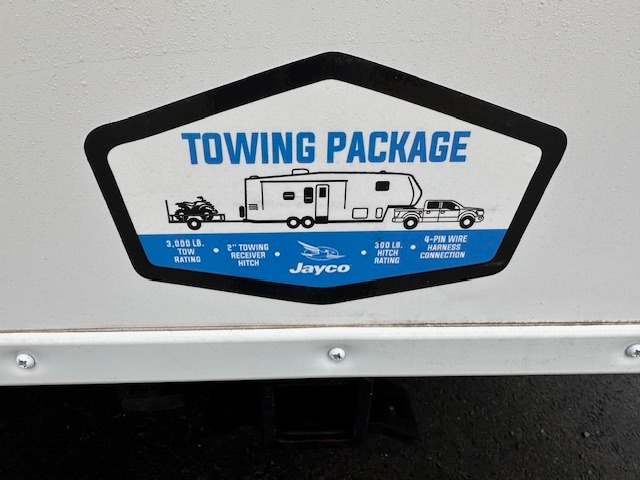 TOWING PACKAGE
3,000 LB.
TOW
RATING
•
2" TOWING
RECEIVER
HITCH
•
Jayco
•
300 LB.
HITCH
RATING
•
4-PIN WIRE
HARNESS
CONNECTION